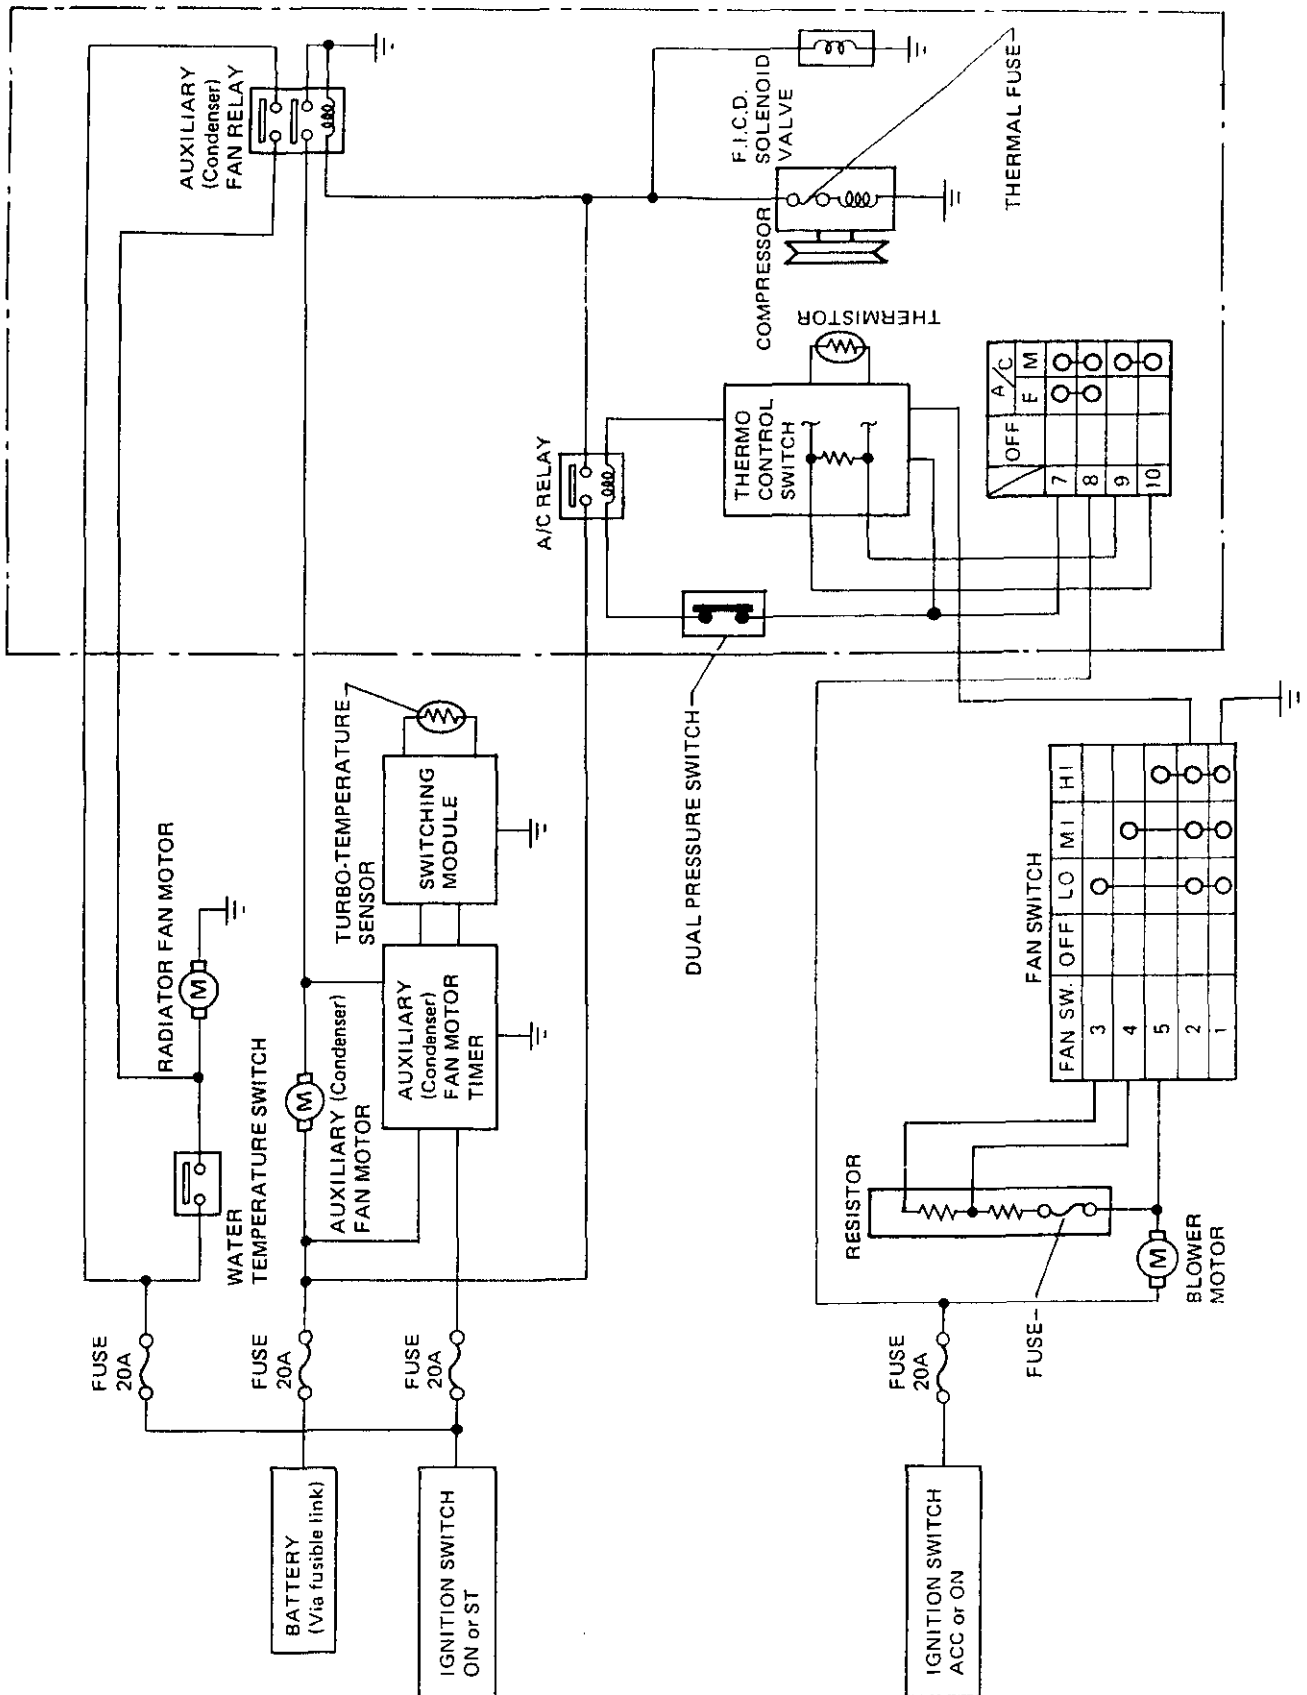 AUXILIARY
(Condenser)
FAN RELAY
F.I.C.D.
SOLENOID
VALVE
THERMAL FUSE
COMPRESSOR
THERMISTOR
A/C RELAY
THERMO
CONTROL
SWITCH
OFF
A/C
E M
7
8
9
10
RADIATOR FAN MOTOR
TURBO-TEMPERATURE
SENSOR
SWITCHING
MODULE
DUAL PRESSURE SWITCH
WATER
TEMPERATURE SWITCH
AUXILIARY (Condenser)
FAN MOTOR
AUXILIARY
(Condenser)
FAN MOTOR
TIMER
FAN SWITCH
FAN SW. OFF LO MI HI
3
4
5
2
1
M
M
RESISTOR
M
BLOWER
MOTOR
FUSE
FUSE
20A
FUSE
20A
FUSE
20A
FUSE
20A
BATTERY
(Via fusible link)
IGNITION SWITCH
ON or ST
IGNITION SWITCH
ACC or ON